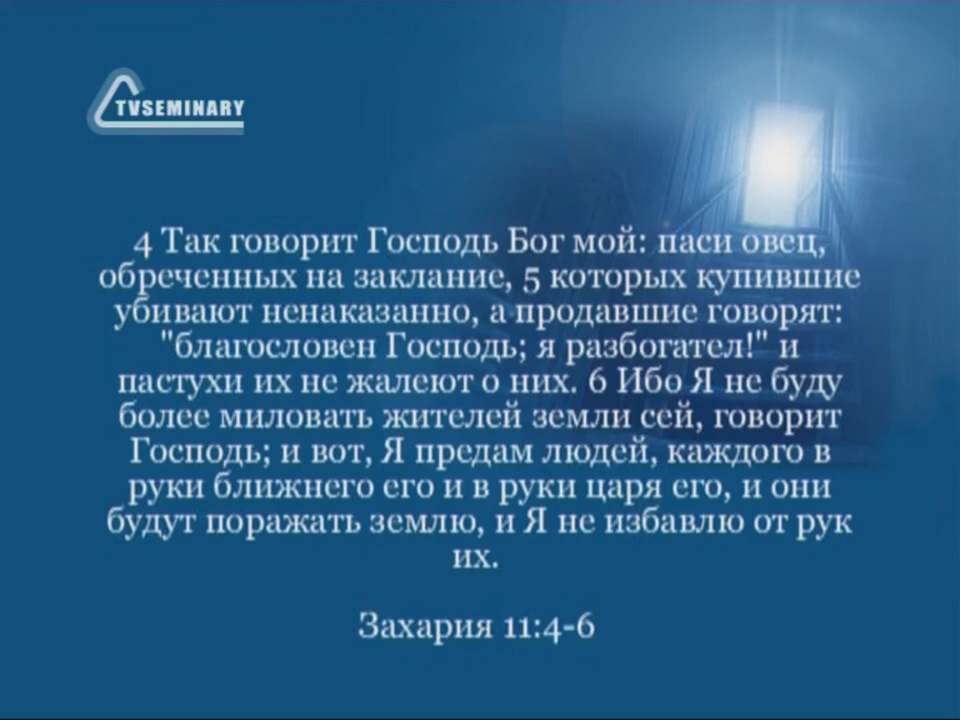 TVSEMINARY
4 Так говорит Господь Бог мой: паси овец,
обреченных на заклание, 5 которых купившие
убивают ненаказанно, а продавшие говорят:
"благословен Господь; я разбогател!" и
пастухи их не жалеют о них. 6 Ибо Я не буду
более миловать жителей земли сей, говорит
Господь; и вот, Я предам людей, каждого в
руки ближнего его и в руки царя его, и они
будут поражать землю, и Я не избавлю от рук
их.
Захария 11:4-6